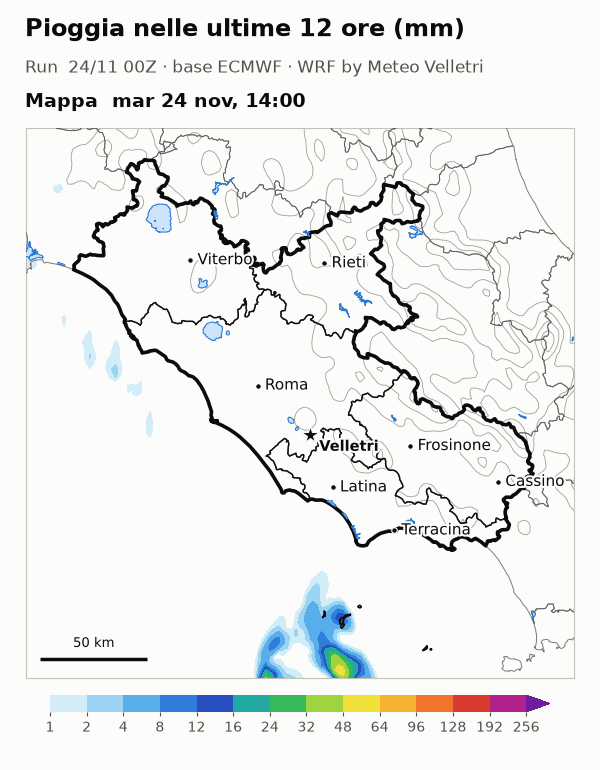 Pioggia nelle ultime 12 ore (mm)
Run  24/11 00Z · base ECMWF · WRF by Meteo Velletri
Mappa  mar 24 nov, 14:00
Viterbo
Rieti
Roma
Velletri
Frosinone
Latina
Cassino
Terracina
50 km
1 2 4 8 12 16 24 32 48 64 96 128 192 256